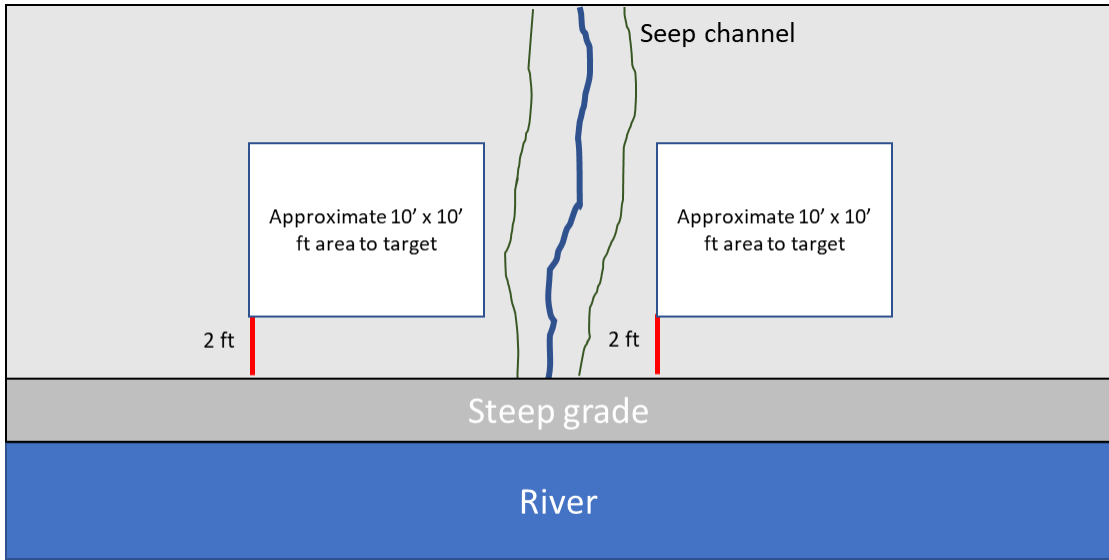 Seep channel
Approximate 10’ x 10’
ft area to target
Approximate 10’ x 10’
ft area to target
2 ft
2 ft
Steep grade
River